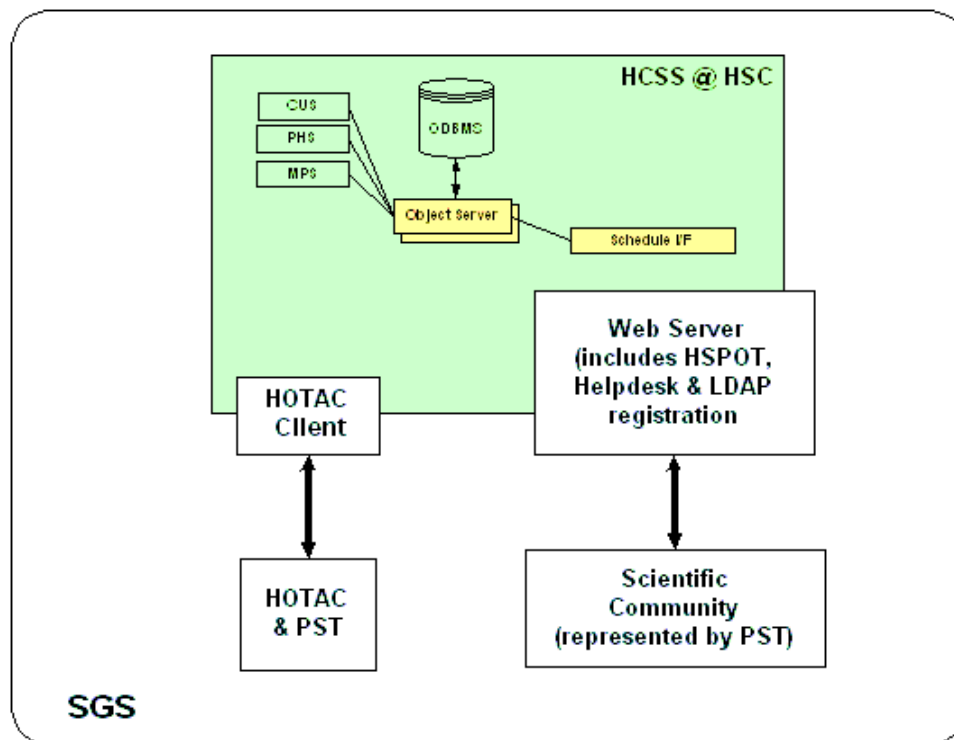 HCSS @ HSC
CUS
PHS
MPS
ODBMS
Object Server
Schedule I/F
Web Server
(includes HSPOT,
Helpdesk & LDAP
registration
HOTAC
Client
HOTAC
& PST
Scientific
Community
(represented by PST)
SGS